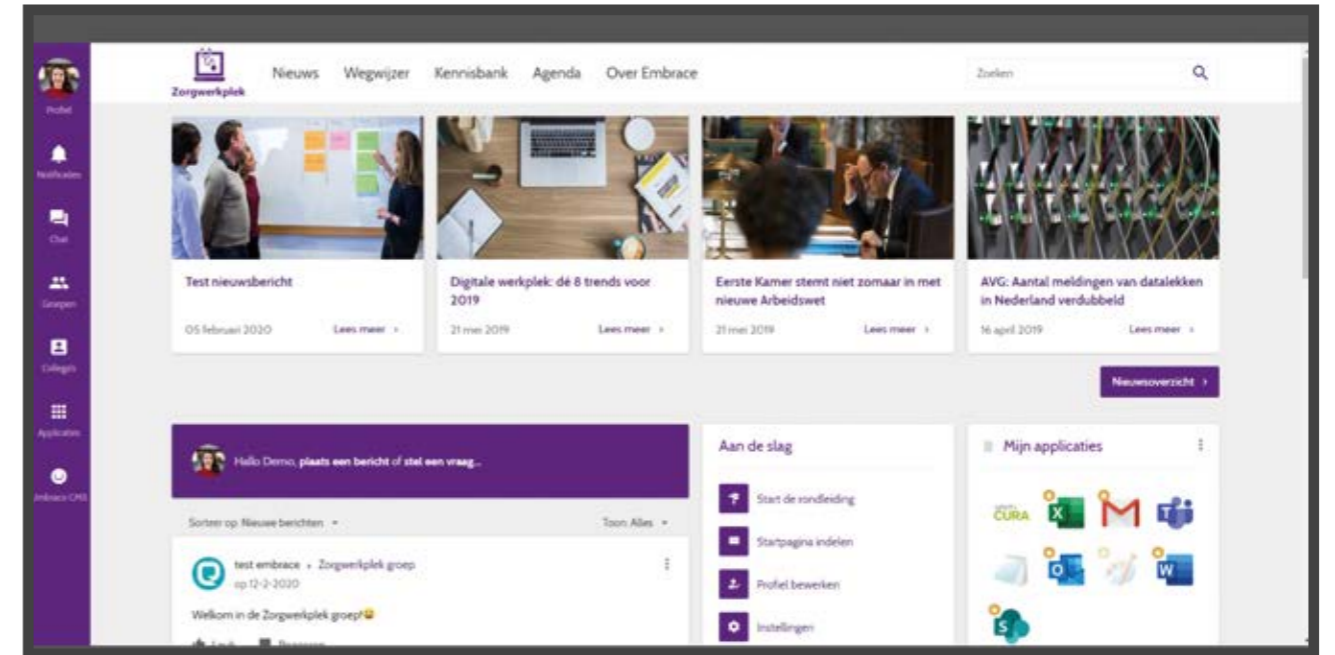 Profiel
Notificaties
Chat
Groepen
Collega's
Applicaties
Embrace CMS
Zorgwerkplek
Nieuws
Wegwijzer
Kennisbank
Agenda
Over Embrace
Zoeken
Test nieuwsbericht
05 februari 2020
Lees meer ›
Digitale werkplek: dé 8 trends voor
2019
21 mei 2019
Lees meer ›
Eerste Kamer stemt niet zomaar in met
nieuwe Arbeidswet
21 mei 2019
Lees meer ›
AVG: Aantal meldingen van datalekken
in Nederland verdubbeld
16 april 2019
Lees meer ›
Nieuwsoverzicht ›
Hallo Demo, plaats een bericht of stel een vraag...
Sorteer op: Nieuwe berichten
Toon: Alles
test embrace › Zorgwerkplek groep
op 12-2-2020
Welkom in de Zorgwerkplek groep!😀
Aan de slag
Start de rondleiding
Startpagina indelen
Profiel bewerken
Instellingen
Mijn applicaties
CURA